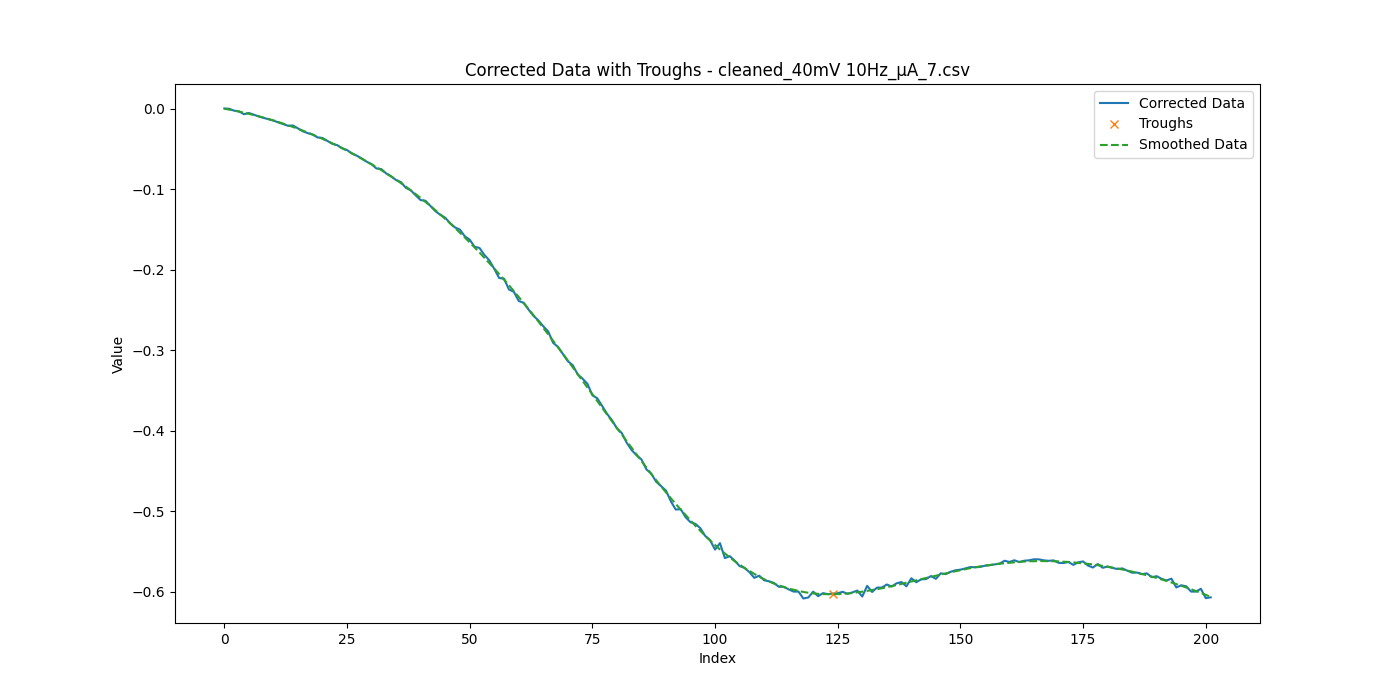 Corrected Data with Troughs - cleaned_40mV 10Hz_μA_7.csv
Corrected Data
Troughs
Smoothed Data
0.0
−0.1
−0.2
−0.3
−0.4
−0.5
−0.6
Value
0 25 50 75 100 125 150 175 200
Index